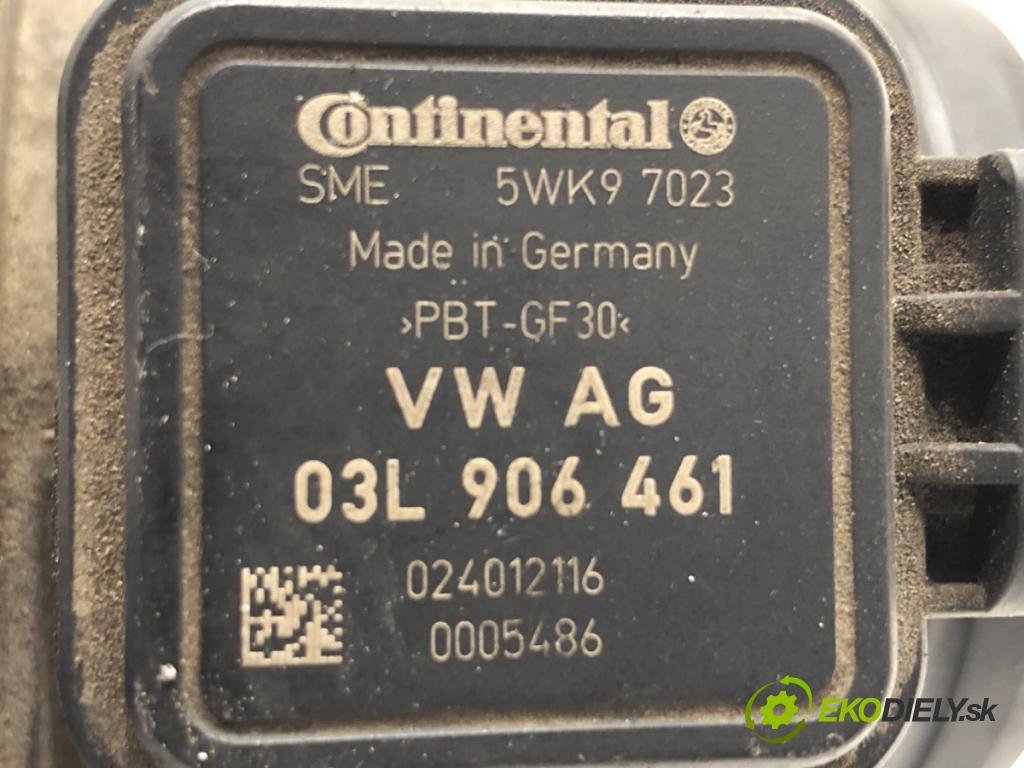 Continental
SME 5WK9 7023
Made in Germany
>PBT-GF30<
VW AG
03L 906 461
024012116
0005486
EKODIELY.sk